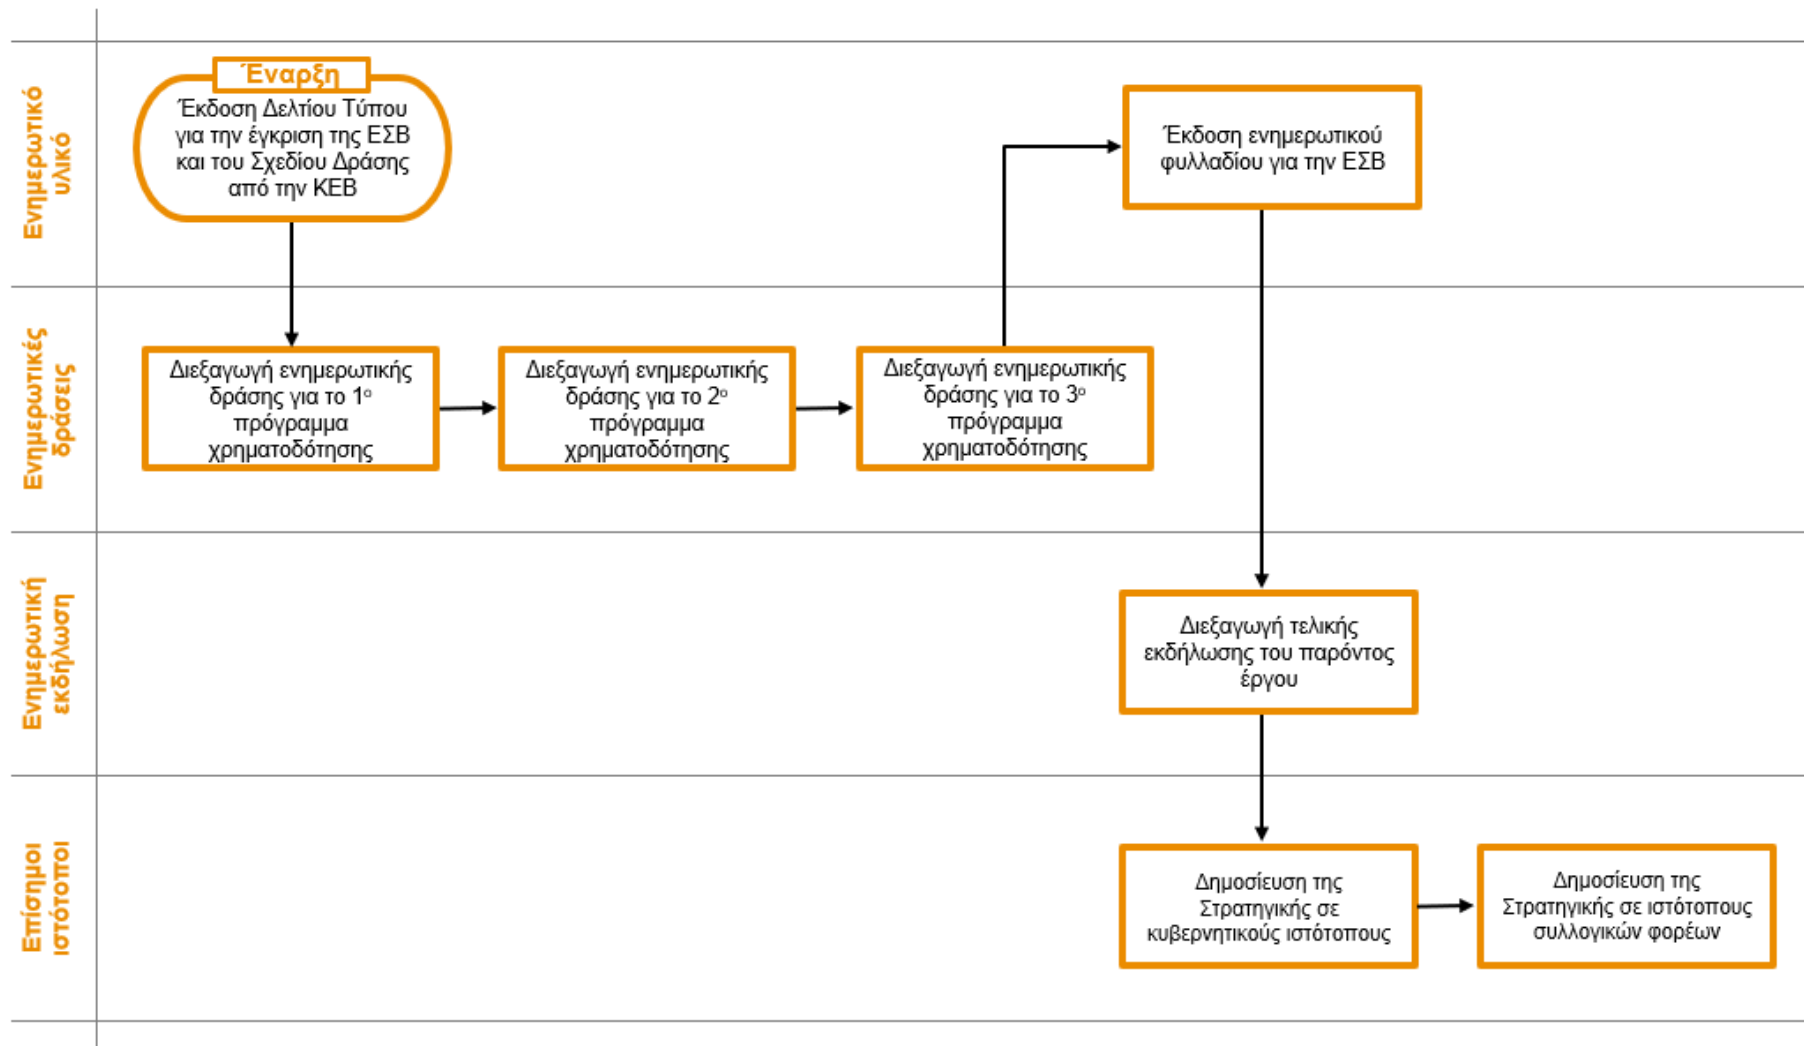 Ενημερωτικό
υλικό
Έναρξη
Έκδοση Δελτίου Τύπου
για την έγκριση της ΕΣΒ
και του Σχεδίου Δράσης
από την ΚΕΒ
Έκδοση ενημερωτικού
φυλλαδίου για την ΕΣΒ
Ενημερωτικές
δράσεις
Διεξαγωγή ενημερωτικής
δράσης για το 1ο
πρόγραμμα
χρηματοδότησης
Διεξαγωγή ενημερωτικής
δράσης για το 2ο
πρόγραμμα
χρηματοδότησης
Διεξαγωγή ενημερωτικής
δράσης για το 3ο
πρόγραμμα
χρηματοδότησης
Ενημερωτική
εκδήλωση
Διεξαγωγή τελικής
εκδήλωσης του παρόντος
έργου
Επίσημοι
ιστότοποι
Δημοσίευση της
Στρατηγικής σε
κυβερνητικούς ιστότοπους
Δημοσίευση της
Στρατηγικής σε ιστότοπους
συλλογικών φορέων